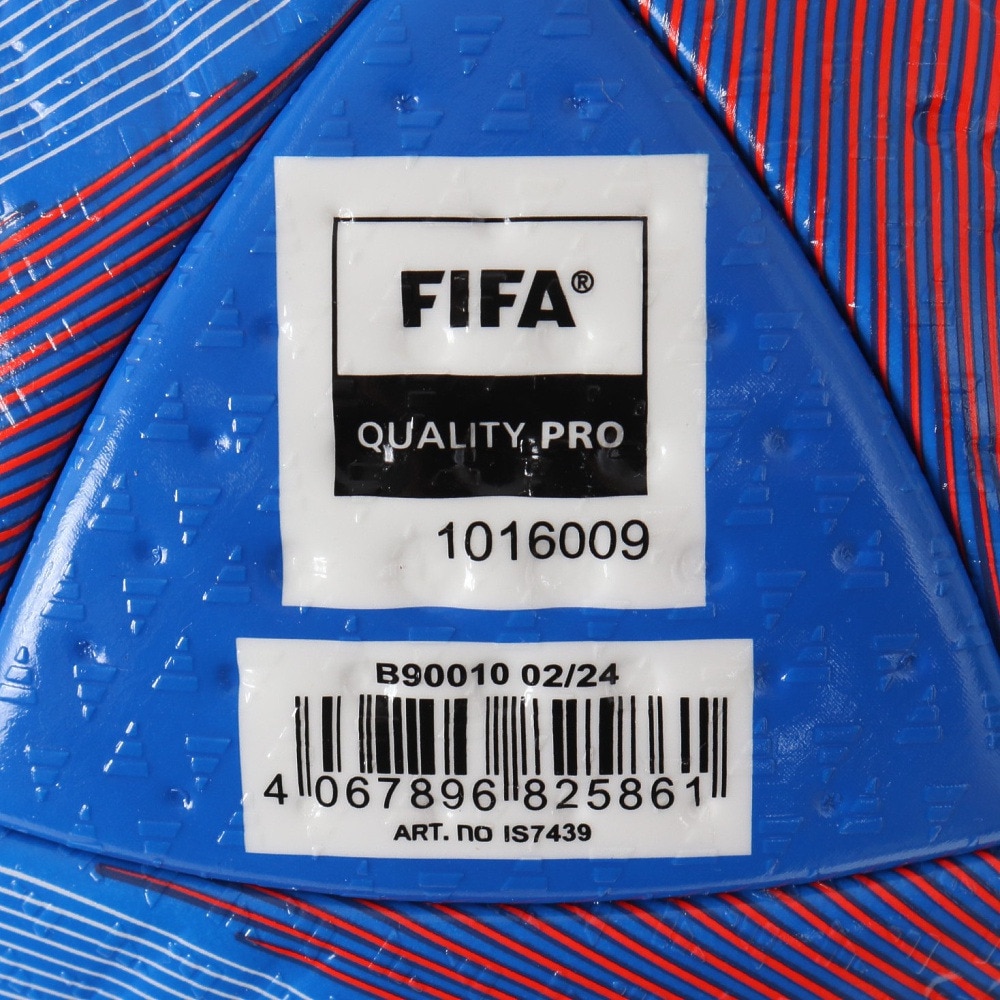 FIFA®
QUALITY PRO
1016009
B90010 02/24
4 067896 825861
ART. no IS7439